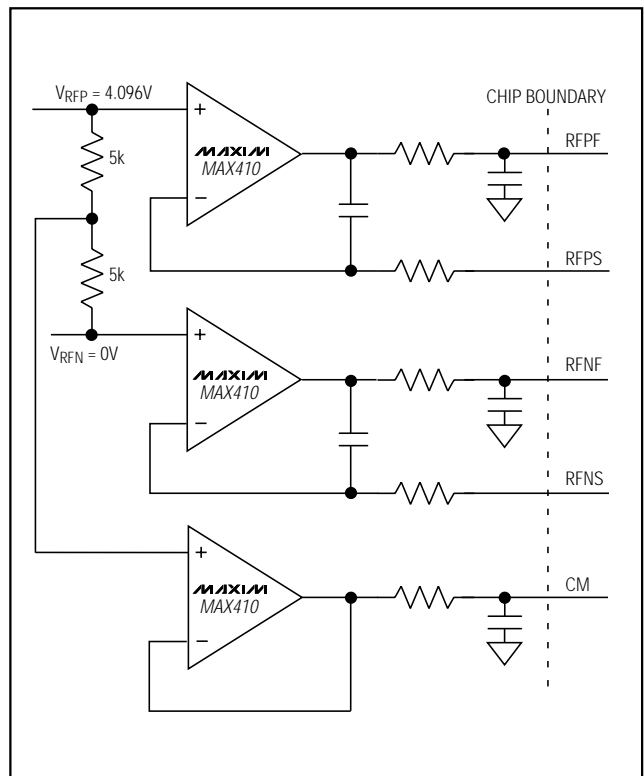 V_RFP = 4.096V
CHIP BOUNDARY
+
MAXIM
MAX410
−
5k
RFPF
RFPS
5k
V_RFN = 0V
+
MAXIM
MAX410
−
RFNF
RFNS
+
MAXIM
MAX410
−
CM